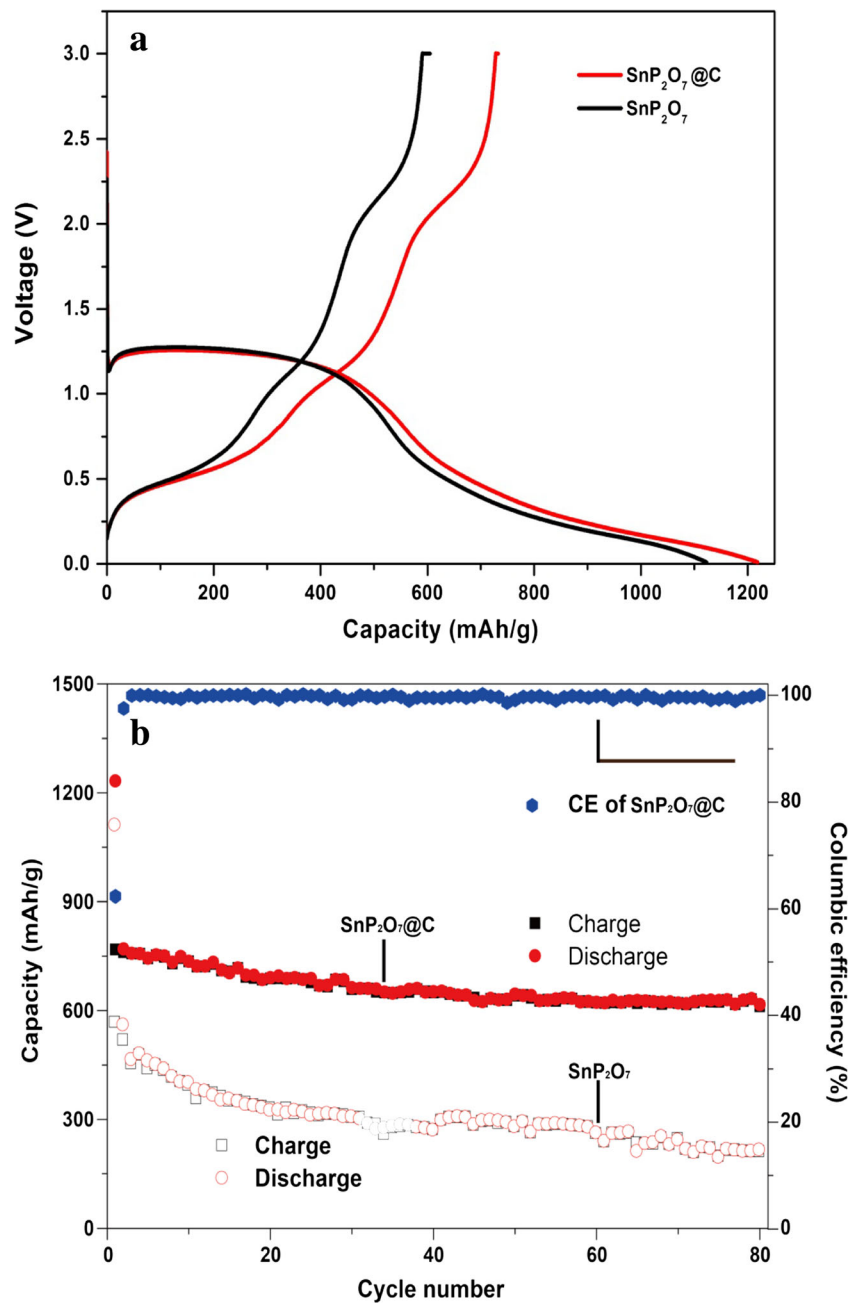 a
SnP₂O₇@C
SnP₂O₇
3.0
2.5
2.0
1.5
1.0
0.5
0.0
0
200
400
600
800
1000
1200
Voltage (V)
Capacity (mAh/g)
b
1500
1200
900
600
300
0
100
80
60
40
20
0
CE of SnP₂O₇@C
SnP₂O₇@C
Charge
Discharge
SnP₂O₇
Charge
Discharge
0
20
40
60
80
Capacity (mAh/g)
Columbic efficiency (%)
Cycle number